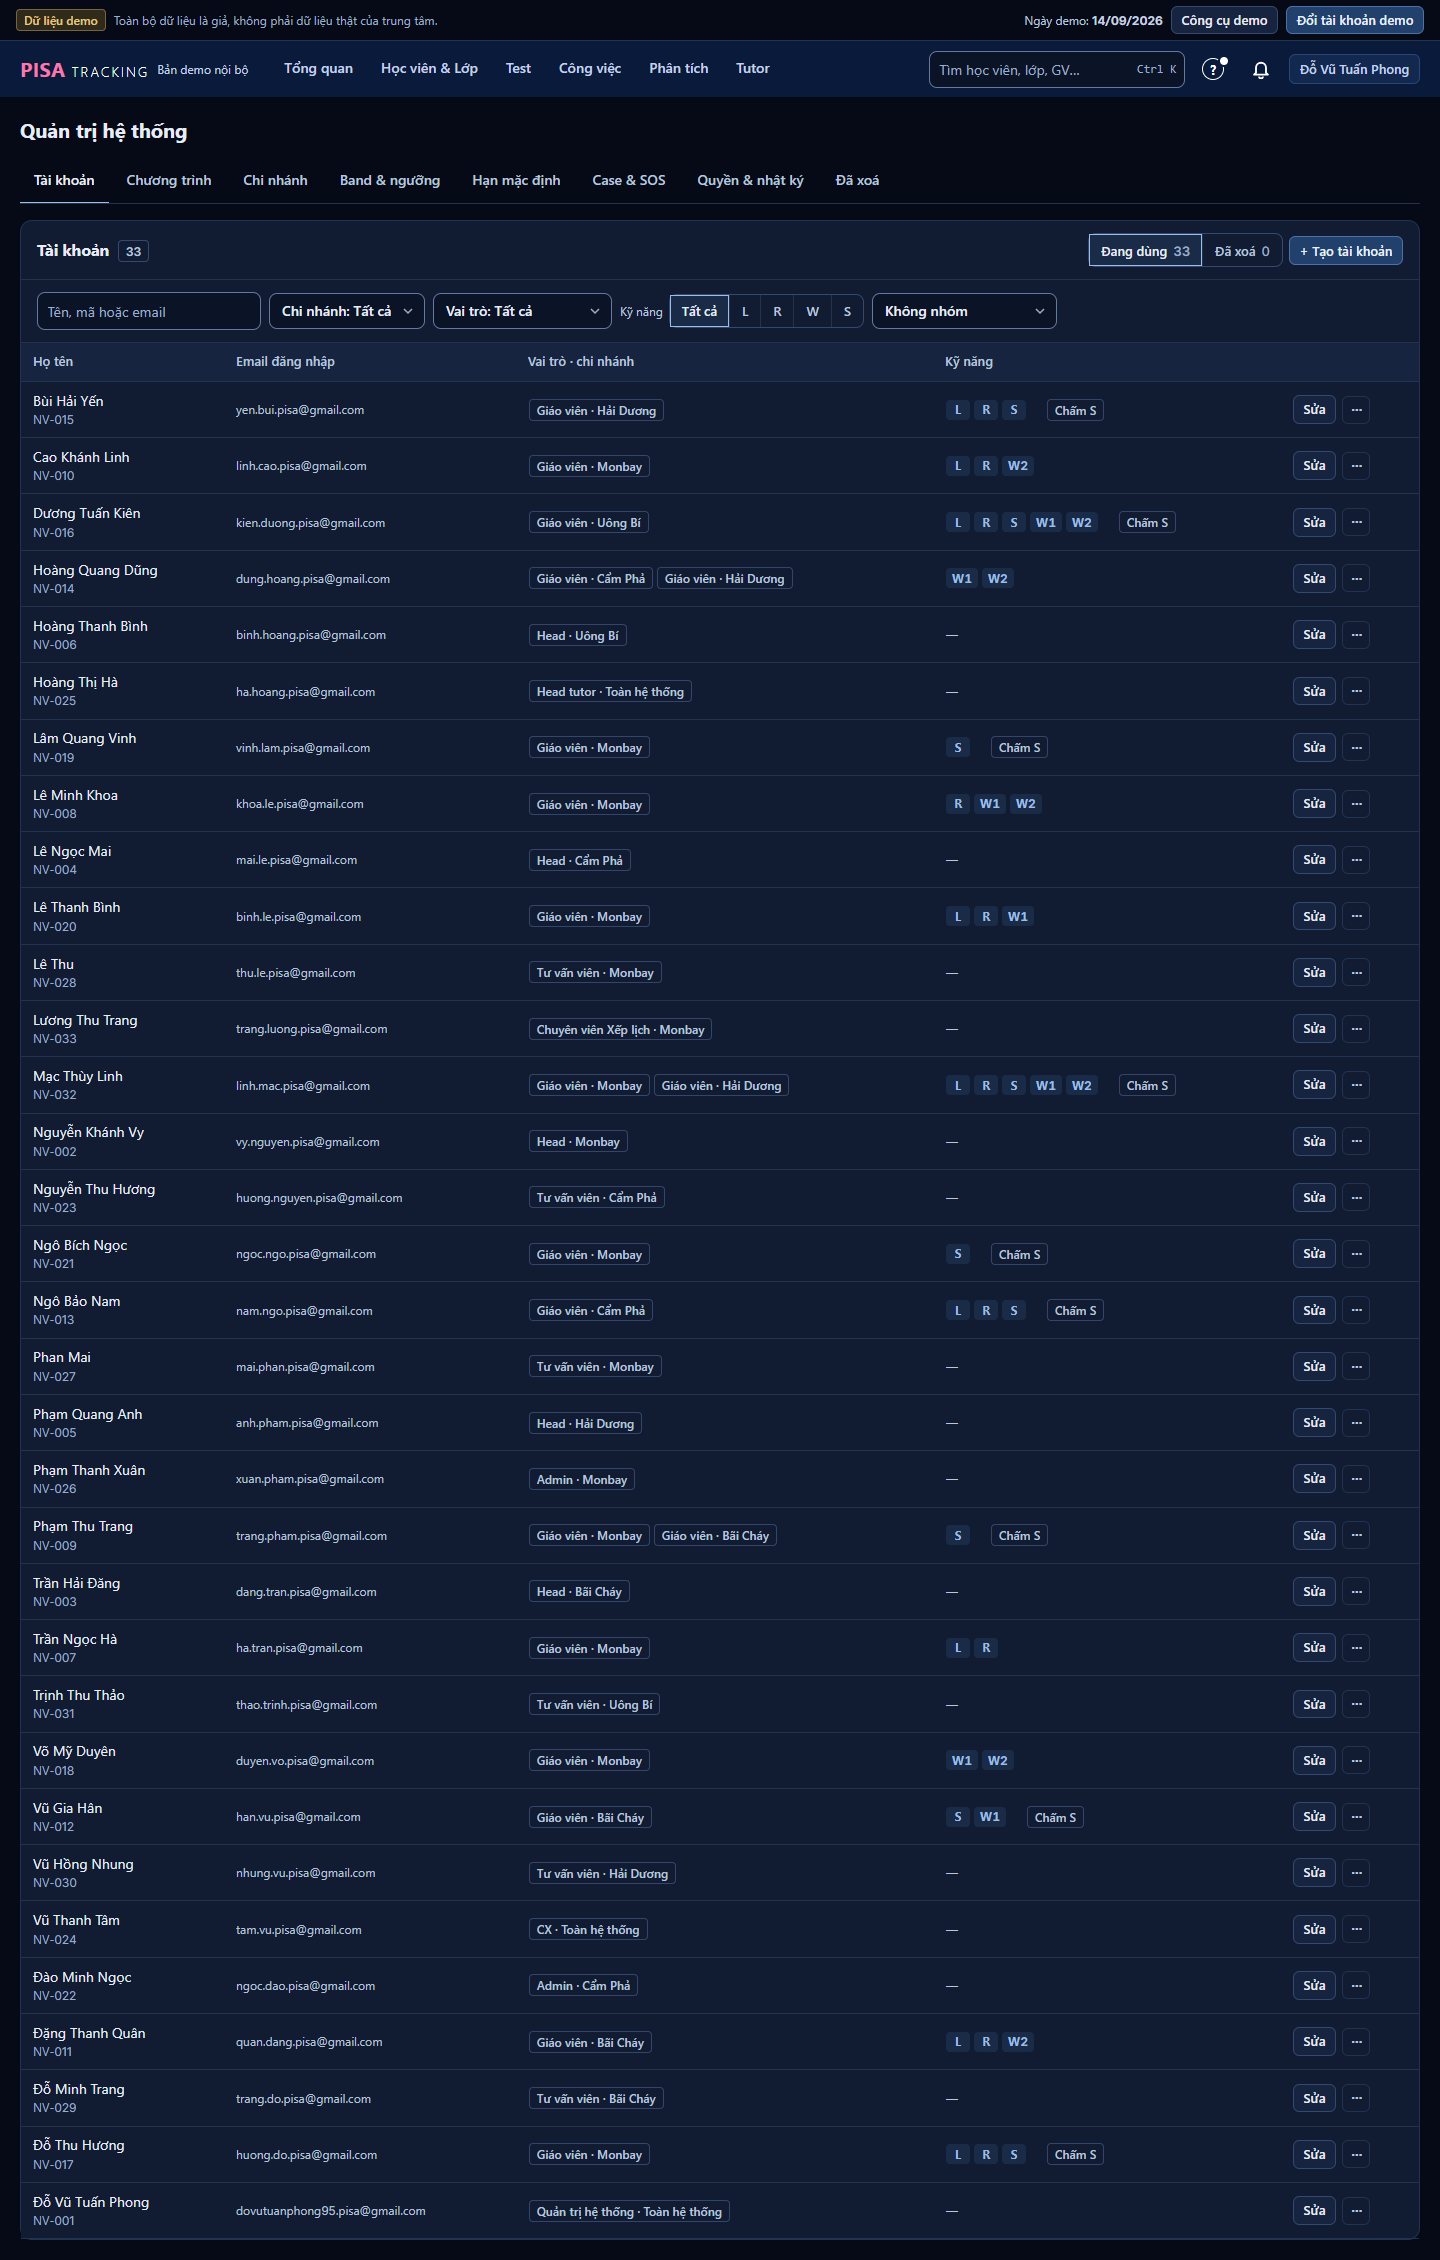 Dữ liệu demo Toàn bộ dữ liệu là giả, không phải dữ liệu thật của trung tâm. Ngày demo: 14/09/2026 Công cụ demo Đổi tài khoản demo
PISA TRACKING Bản demo nội bộ Tổng quan Học viên & Lớp Test Công việc Phân tích Tutor Tìm học viên, lớp, GV... Ctrl K ? Đỗ Vũ Tuấn Phong
Quản trị hệ thống
Tài khoản Chương trình Chi nhánh Band & ngưỡng Hạn mặc định Case & SOS Quyền & nhật ký Đã xoá
Tài khoản 33 Đang dùng 33 Đã xoá 0 + Tạo tài khoản
Tên, mã hoặc email Chi nhánh: Tất cả Vai trò: Tất cả Kỹ năng Tất cả L R W S Không nhóm
Họ tên Email đăng nhập Vai trò · chi nhánh Kỹ năng
Bùi Hải Yến yen.bui.pisa@gmail.com Giáo viên · Hải Dương L R S Chấm S Sửa ···
NV-015
Cao Khánh Linh linh.cao.pisa@gmail.com Giáo viên · Monbay L R W2 Sửa ···
NV-010
Dương Tuấn Kiên kien.duong.pisa@gmail.com Giáo viên · Uông Bí L R S W1 W2 Chấm S Sửa ···
NV-016
Hoàng Quang Dũng dung.hoang.pisa@gmail.com Giáo viên · Cẩm Phả Giáo viên · Hải Dương W1 W2 Sửa ···
NV-014
Hoàng Thanh Bình binh.hoang.pisa@gmail.com Head · Uông Bí — Sửa ···
NV-006
Hoàng Thị Hà ha.hoang.pisa@gmail.com Head tutor · Toàn hệ thống — Sửa ···
NV-025
Lâm Quang Vinh vinh.lam.pisa@gmail.com Giáo viên · Monbay S Chấm S Sửa ···
NV-019
Lê Minh Khoa khoa.le.pisa@gmail.com Giáo viên · Monbay R W1 W2 Sửa ···
NV-008
Lê Ngọc Mai mai.le.pisa@gmail.com Head · Cẩm Phả — Sửa ···
NV-004
Lê Thanh Bình binh.le.pisa@gmail.com Giáo viên · Monbay L R W1 Sửa ···
NV-020
Lê Thu thu.le.pisa@gmail.com Tư vấn viên · Monbay — Sửa ···
NV-028
Lương Thu Trang trang.luong.pisa@gmail.com Chuyên viên Xếp lịch · Monbay — Sửa ···
NV-033
Mạc Thùy Linh linh.mac.pisa@gmail.com Giáo viên · Monbay Giáo viên · Hải Dương L R S W1 W2 Chấm S Sửa ···
NV-032
Nguyễn Khánh Vy vy.nguyen.pisa@gmail.com Head · Monbay — Sửa ···
NV-002
Nguyễn Thu Hương huong.nguyen.pisa@gmail.com Tư vấn viên · Cẩm Phả — Sửa ···
NV-023
Ngô Bích Ngọc ngoc.ngo.pisa@gmail.com Giáo viên · Monbay S Chấm S Sửa ···
NV-021
Ngô Bảo Nam nam.ngo.pisa@gmail.com Giáo viên · Cẩm Phả L R S Chấm S Sửa ···
NV-013
Phan Mai mai.phan.pisa@gmail.com Tư vấn viên · Monbay — Sửa ···
NV-027
Phạm Quang Anh anh.pham.pisa@gmail.com Head · Hải Dương — Sửa ···
NV-005
Phạm Thanh Xuân xuan.pham.pisa@gmail.com Admin · Monbay — Sửa ···
NV-026
Phạm Thu Trang trang.pham.pisa@gmail.com Giáo viên · Monbay Giáo viên · Bãi Cháy S Chấm S Sửa ···
NV-009
Trần Hải Đăng dang.tran.pisa@gmail.com Head · Bãi Cháy — Sửa ···
NV-003
Trần Ngọc Hà ha.tran.pisa@gmail.com Giáo viên · Monbay L R Sửa ···
NV-007
Trịnh Thu Thảo thao.trinh.pisa@gmail.com Tư vấn viên · Uông Bí — Sửa ···
NV-031
Võ Mỹ Duyên duyen.vo.pisa@gmail.com Giáo viên · Monbay W1 W2 Sửa ···
NV-018
Vũ Gia Hân han.vu.pisa@gmail.com Giáo viên · Bãi Cháy S W1 Chấm S Sửa ···
NV-012
Vũ Hồng Nhung nhung.vu.pisa@gmail.com Tư vấn viên · Hải Dương — Sửa ···
NV-030
Vũ Thanh Tâm tam.vu.pisa@gmail.com CX · Toàn hệ thống — Sửa ···
NV-024
Đào Minh Ngọc ngoc.dao.pisa@gmail.com Admin · Cẩm Phả — Sửa ···
NV-022
Đặng Thanh Quân quan.dang.pisa@gmail.com Giáo viên · Bãi Cháy L R W2 Sửa ···
NV-011
Đỗ Minh Trang trang.do.pisa@gmail.com Tư vấn viên · Bãi Cháy — Sửa ···
NV-029
Đỗ Thu Hương huong.do.pisa@gmail.com Giáo viên · Monbay L R S Chấm S Sửa ···
NV-017
Đỗ Vũ Tuấn Phong dovutuanphong95.pisa@gmail.com Quản trị hệ thống · Toàn hệ thống — Sửa ···
NV-001